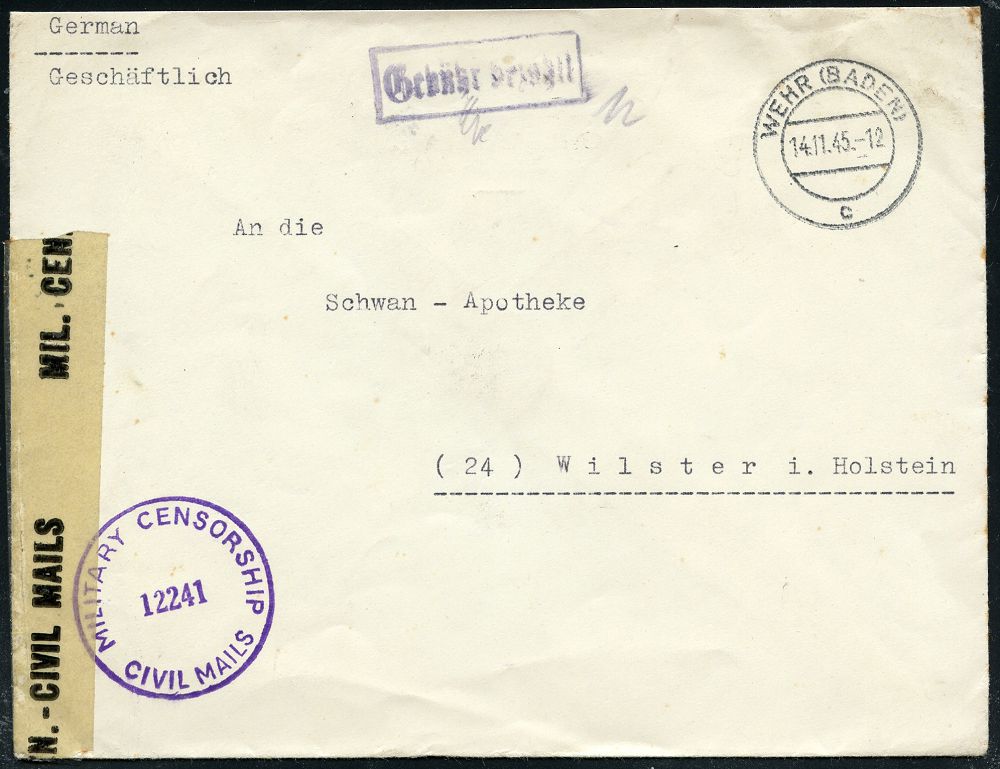 German
Geschäftlich
Gebühr bezahlt
WEHR (BADEN)
14.11.45.-12
c
An die
Schwan - Apotheke
( 24 ) Wilster i. Holstein
MIL. CEN
N.-CIVIL MAILS
MILITARY CENSORSHIP
12241
CIVIL MAILS